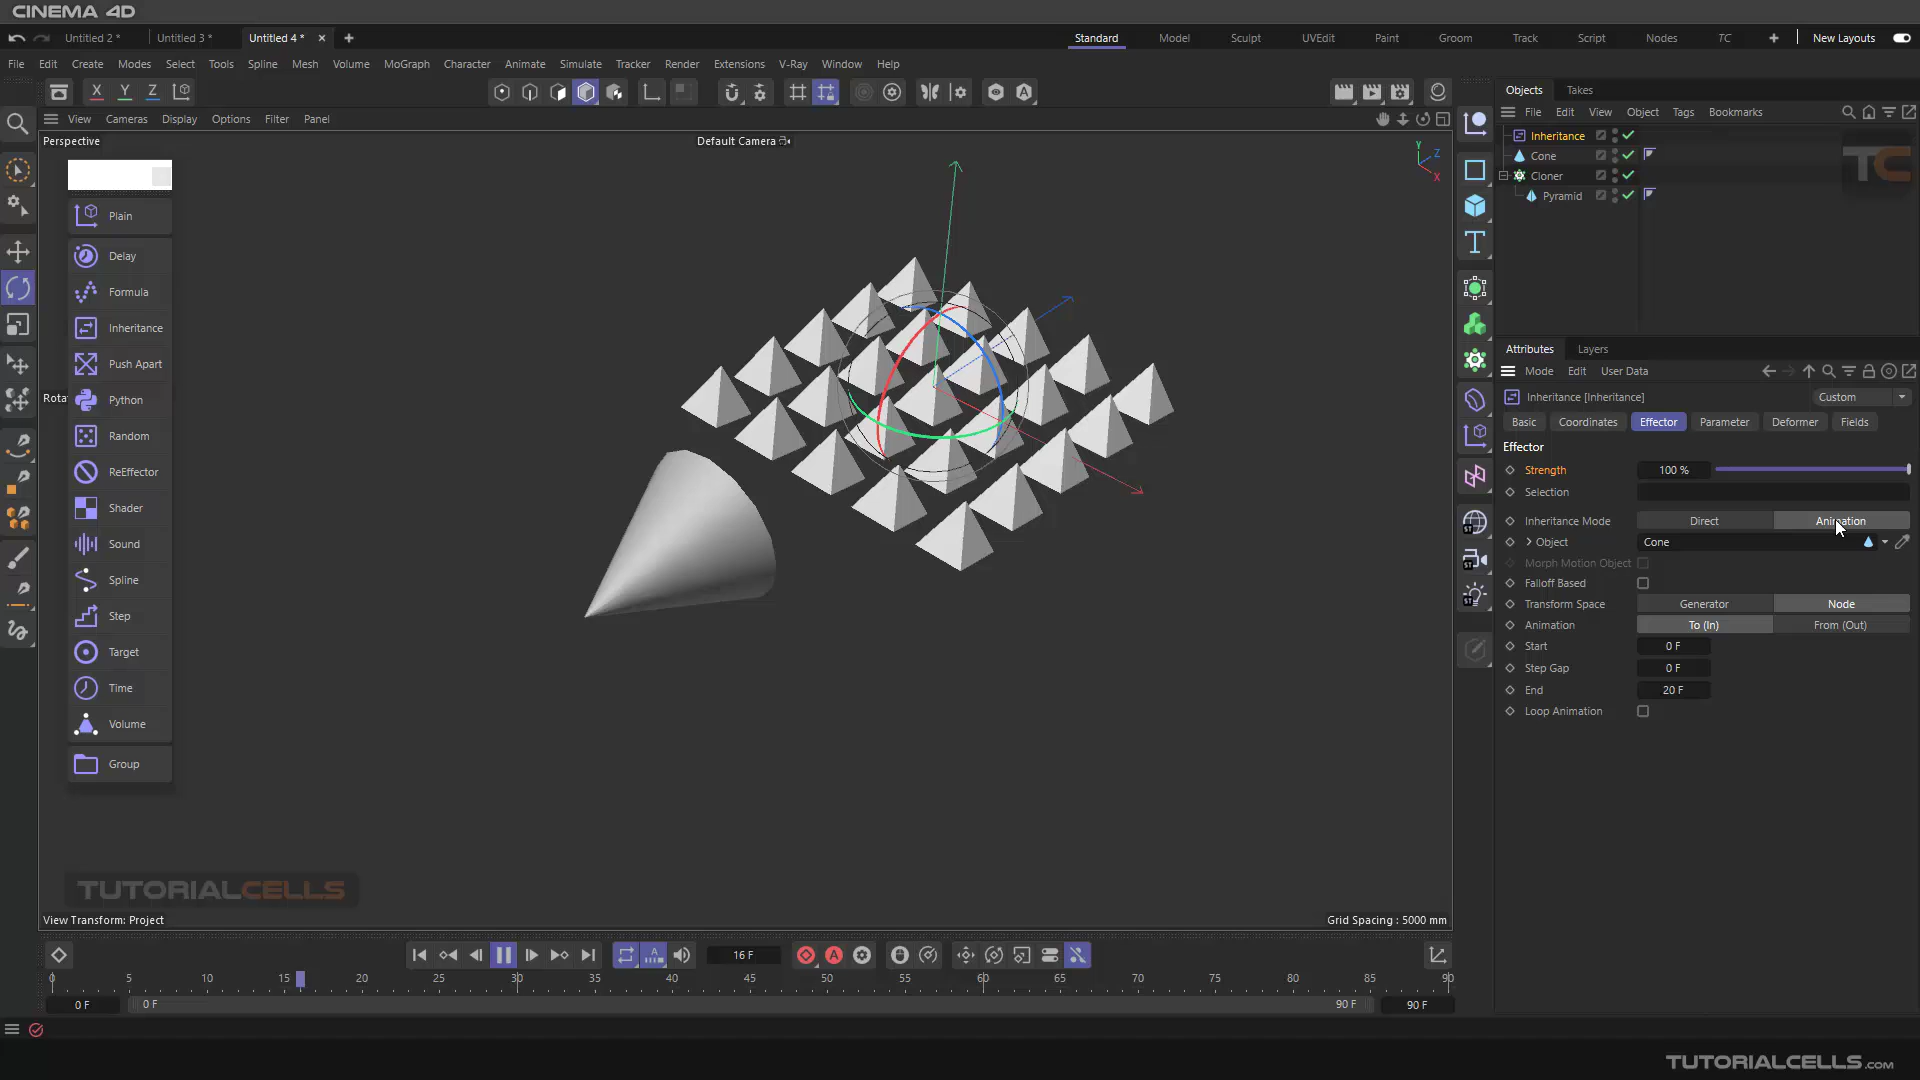 CINEMA 4D
Untitled 2 *
Untitled 3 *
Untitled 4 *
Standard
Model
Sculpt
UVEdit
Paint
Groom
Track
Script
Nodes
TC
New Layouts
File
Edit
Create
Modes
Select
Tools
Spline
Mesh
Volume
MoGraph
Character
Animate
Simulate
Tracker
Render
Extensions
V-Ray
Window
Help
X
Y
Z
View
Cameras
Display
Options
Filter
Panel
Perspective
Default Camera
Y
Z
X
Plain
Delay
Formula
Inheritance
Push Apart
Rota
Python
Random
ReEffector
Shader
Sound
Spline
Step
Target
Time
Volume
Group
TUTORIALCELLS
View Transform: Project
Grid Spacing : 5000 mm
Objects
Takes
File
Edit
View
Object
Tags
Bookmarks
Inheritance
Cone
Cloner
Pyramid
TC
Attributes
Layers
Mode
Edit
User Data
Inheritance [Inheritance]
Custom
Basic
Coordinates
Effector
Parameter
Deformer
Fields
Effector
Strength
100 %
Selection
Inheritance Mode
Direct
Animation
Object
Cone
Morph Motion Object
Falloff Based
Transform Space
Generator
Node
Animation
To (In)
From (Out)
Start
0 F
Step Gap
0 F
End
20 F
Loop Animation
16 F
0
5
10
15
20
25
30
35
40
45
50
55
60
65
70
75
80
85
90
0 F
0 F
90 F
90 F
TUTORIALCELLS.com